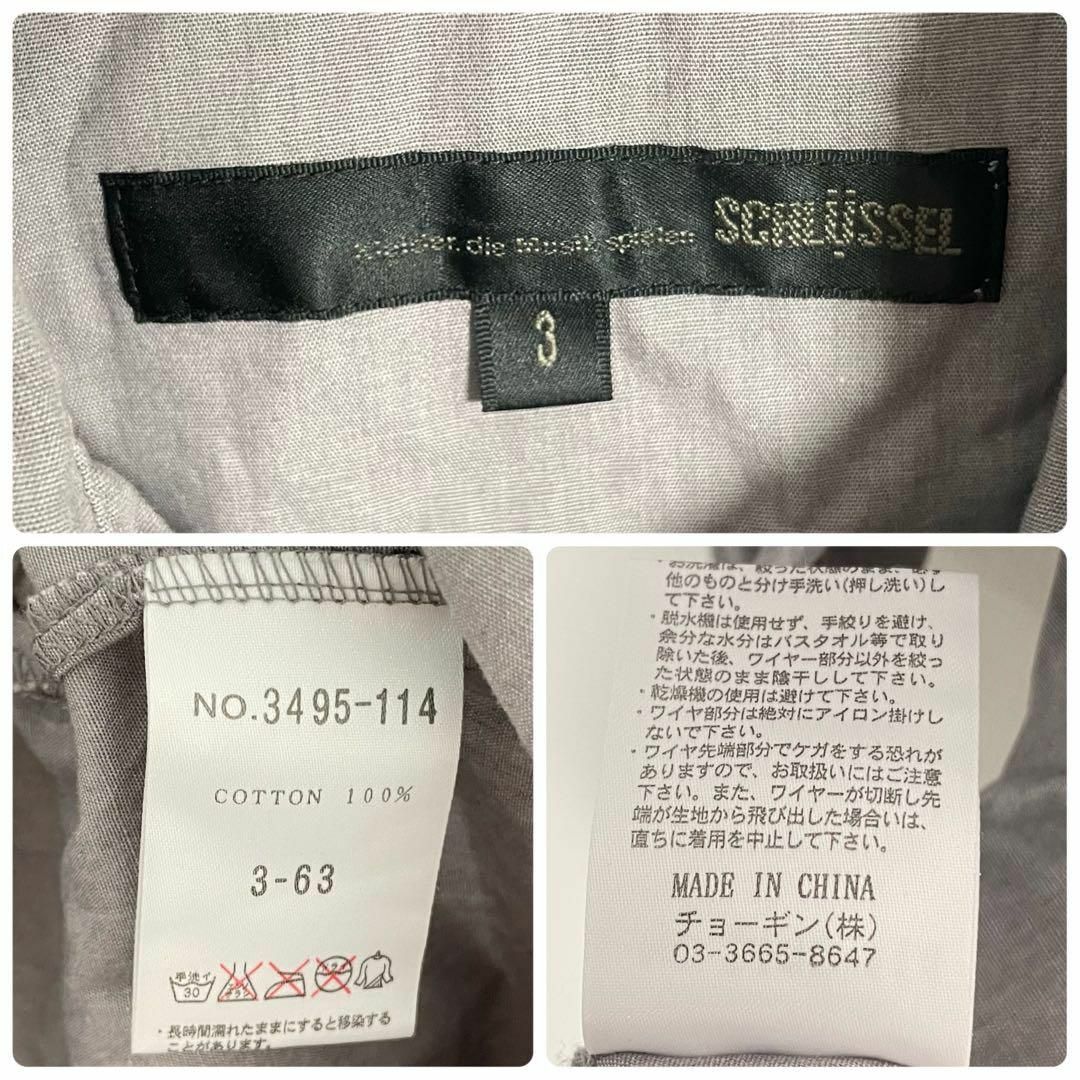 SCHLÜSSEL
die Musik spielen
3
NO.3495-114
COTTON 100%
3-63
手洗イ
30
・長時間濡れたままにすると移染する
ことがあります。
他のものと分け手洗い(押し洗い)し
て下さい。
・脱水機は使用せず、手絞りを避け、
余分な水分はバスタオル等で取り
除いた後、ワイヤー部分以外を絞っ
た状態のまま陰干しして下さい。
・乾燥機の使用は避けて下さい。
・ワイヤ部分は絶対にアイロン掛けし
ないで下さい。
・ワイヤ先端部分でケガをする恐れが
ありますので、お取扱いにはご注意
下さい。また、ワイヤーが切断し先
端が生地から飛び出した場合いは、
直ちに着用を中止して下さい。
MADE IN CHINA
チョーギン(株)
03-3665-8647